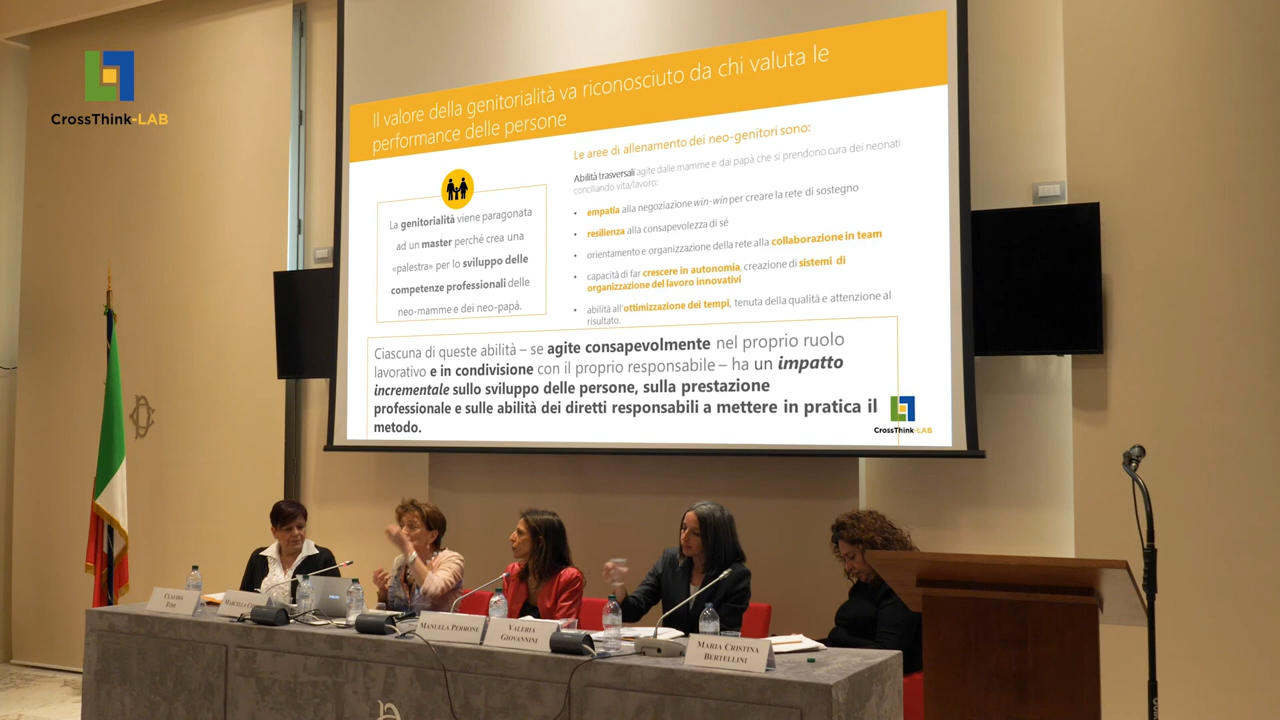 CrossThink-LAB
Il valore della genitorialità va riconosciuto da chi valuta le
performance delle persone
La genitorialità viene paragonata
ad un master perché crea una
«palestra» per lo sviluppo delle
competenze professionali delle
neo-mamme e dei neo-papà.
Le aree di allenamento dei neo-genitori sono:
Abilità trasversali agite dalle mamme e dai papà che si prendono cura dei neonati
conciliando vita/lavoro:
• empatia alla negoziazione win-win per creare la rete di sostegno
• resilienza alla consapevolezza di sé
• orientamento e organizzazione della rete alla collaborazione in team
• capacità di far crescere in autonomia, creazione di sistemi di
organizzazione del lavoro innovativi
• abilità all'ottimizzazione dei tempi, tenuta della qualità e attenzione al
risultato.
Ciascuna di queste abilità – se agite consapevolmente nel proprio ruolo
lavorativo e in condivisione con il proprio responsabile – ha un impatto
incrementale sullo sviluppo delle persone, sulla prestazione
professionale e sulle abilità dei diretti responsabili a mettere in pratica il
metodo.
CrossThink-LAB
Claudia
Marcella
Manuela Perrone
Valeria
Giovannini
Maria Cristina
Bertellini